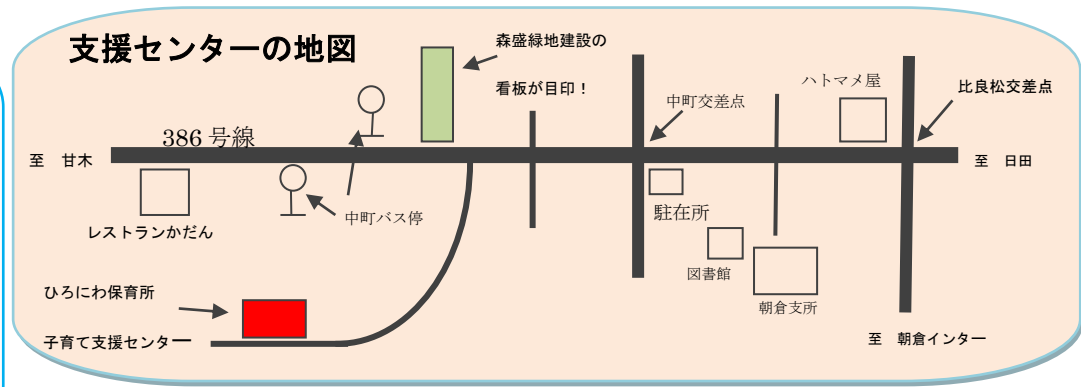 支援センターの地図
森盛緑地建設の
看板が目印！
ハトマメ屋
比良松交差点
中町交差点
386 号線
至　甘木
至　日田
レストランかだん
中町バス停
駐在所
図書館
朝倉支所
ひろにわ保育所
子育て支援センター
至　朝倉インター